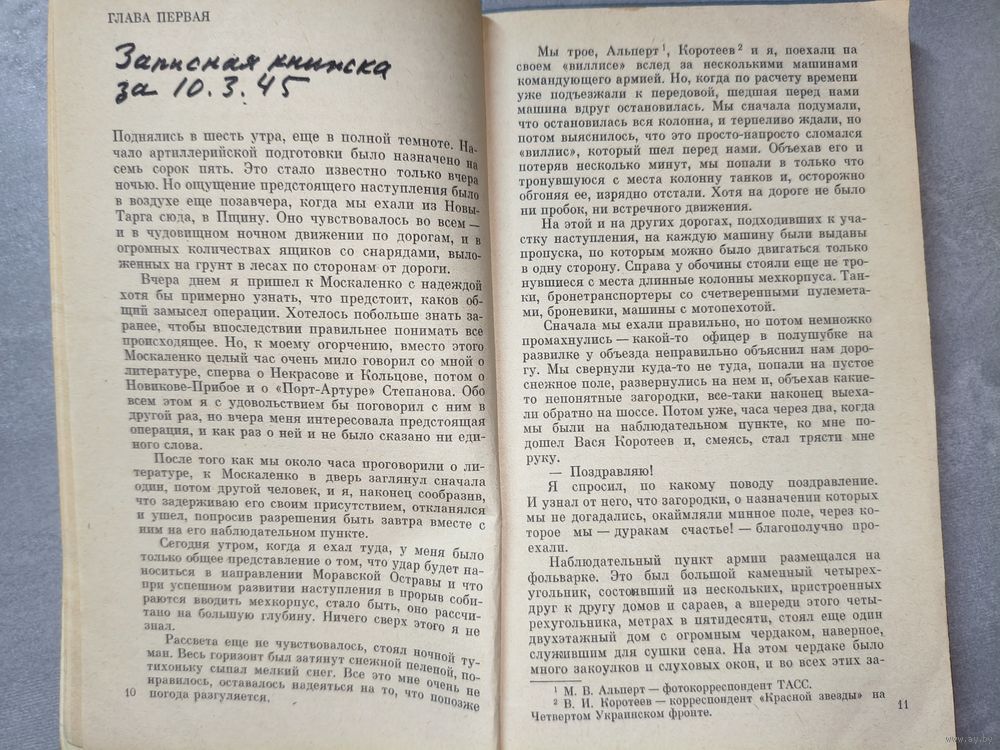 ГЛАВА ПЕРВАЯ
Записная книжка
за 10.3.45
Поднялись в шесть утра, еще в полной темноте. На-
чало артиллерийской подготовки было назначено на
семь сорок пять. Это стало известно только вчера
ночью. Но ощущение предстоящего наступления было
в воздухе еще позавчера, когда мы ехали из Новы-
Тарга сюда, в Пщину. Оно чувствовалось во всем —
и в чудовищном ночном движении по дорогам, и в
огромных количествах ящиков со снарядами, выло-
женных на грунт в лесах по сторонам от дороги.
Вчера днем я пришел к Москаленко с надеждой
хотя бы примерно узнать, что предстоит, каков об-
щий замысел операции. Хотелось побольше знать за-
ранее, чтобы впоследствии правильнее понимать все
происходящее. Но, к моему огорчению, вместо этого
Москаленко целый час очень мило говорил со мной о
литературе, сперва о Некрасове и Кольцове, потом о
Новикове-Прибое и о «Порт-Артуре» Степанова. Обо
всем этом я с удовольствием бы поговорил с ним в
другой раз, но вчера меня интересовала предстоящая
операция, и как раз о ней и не было сказано ни еди-
ного слова.
После того как мы около часа проговорили о ли-
тературе, к Москаленко в дверь заглянул сначала
один, потом другой человек, и я, наконец сообразив,
что задерживаю его своим присутствием, откланялся
и ушел, попросив разрешения быть завтра вместе с
ним на его наблюдательном пункте.
Сегодня утром, когда я ехал туда, у меня было
только общее представление о том, что удар будет на-
носиться в направлении Моравской Остравы и что
при успешном развитии наступления в прорыв соби-
раются вводить мехкорпус, стало быть, оно рассчи-
тано на большую глубину. Ничего сверх этого я не
знал.
Рассвета еще не чувствовалось, стоял ночной ту-
ман. Весь горизонт был затянут снежной пеленой, по-
тихоньку сыпал мелкий снег. Все это мне очень не
нравилось, оставалось надеяться на то, что попозже
погода разгуляется.
10
Мы трое, Альперт¹, Коротеев² и я, поехали на
своем «виллисе» вслед за несколькими машинами
командующего армией. Но, когда по расчету времени
уже подъезжали к передовой, шедшая перед нами
машина вдруг остановилась. Мы сначала подумали,
что остановилась вся колонна, и терпеливо ждали, но
потом выяснилось, что это просто-напросто сломался
«виллис», который шел перед нами. Объехав его и
потеряв несколько минут, мы попали в только что
тронувшуюся с места колонну танков и, осторожно
обгоняя ее, изрядно отстали. Хотя на дороге не было
ни пробок, ни встречного движения.
На этой и на других дорогах, подходивших к уча-
стку наступления, на каждую машину были выданы
пропуска, по которым можно было двигаться только
в одну сторону. Справа у обочины стояли еще не тро-
нувшиеся с места длинные колонны мехкорпуса. Тан-
ки, бронетранспортеры со счетверенными пулемета-
ми, броневики, машины с мотопехотой.
Сначала мы ехали правильно, но потом немножко
промахнулись — какой-то офицер в полушубке на
развилке у объезда неправильно объяснил нам доро-
гу. Мы свернули куда-то не туда, попали на пустое
снежное поле, развернулись на нем и, объехав какие-
то непонятные загородки, все-таки наконец выеха-
ли обратно на шоссе. Потом уже, часа через два, когда
мы были на наблюдательном пункте, ко мне по-
дошел Вася Коротеев и, смеясь, стал трясти мне
руку.
— Поздравляю!
Я спросил, по какому поводу поздравление.
И узнал от него, что загородки, о назначении которых
мы не догадались, окаймляли минное поле, через ко-
торое мы — дуракам счастье! — благополучно про-
ехали.
Наблюдательный пункт армии размещался на
фольварке. Это был большой каменный четырех-
угольник, состоявший из нескольких, пристроенных
друг к другу домов и сараев, а впереди этого четы-
рехугольника, метрах в пятидесяти, стоял еще один
двухэтажный дом с огромным чердаком, наверное,
служившим для сушки сена. На этом чердаке было
много закоулков и слуховых окон, и во всех этих за-
¹ М. В. Альперт — фотокорреспондент ТАСС.
² В. И. Коротеев — корреспондент «Красной звезды» на
Четвертом Украинском фронте.
11
www.ay.by